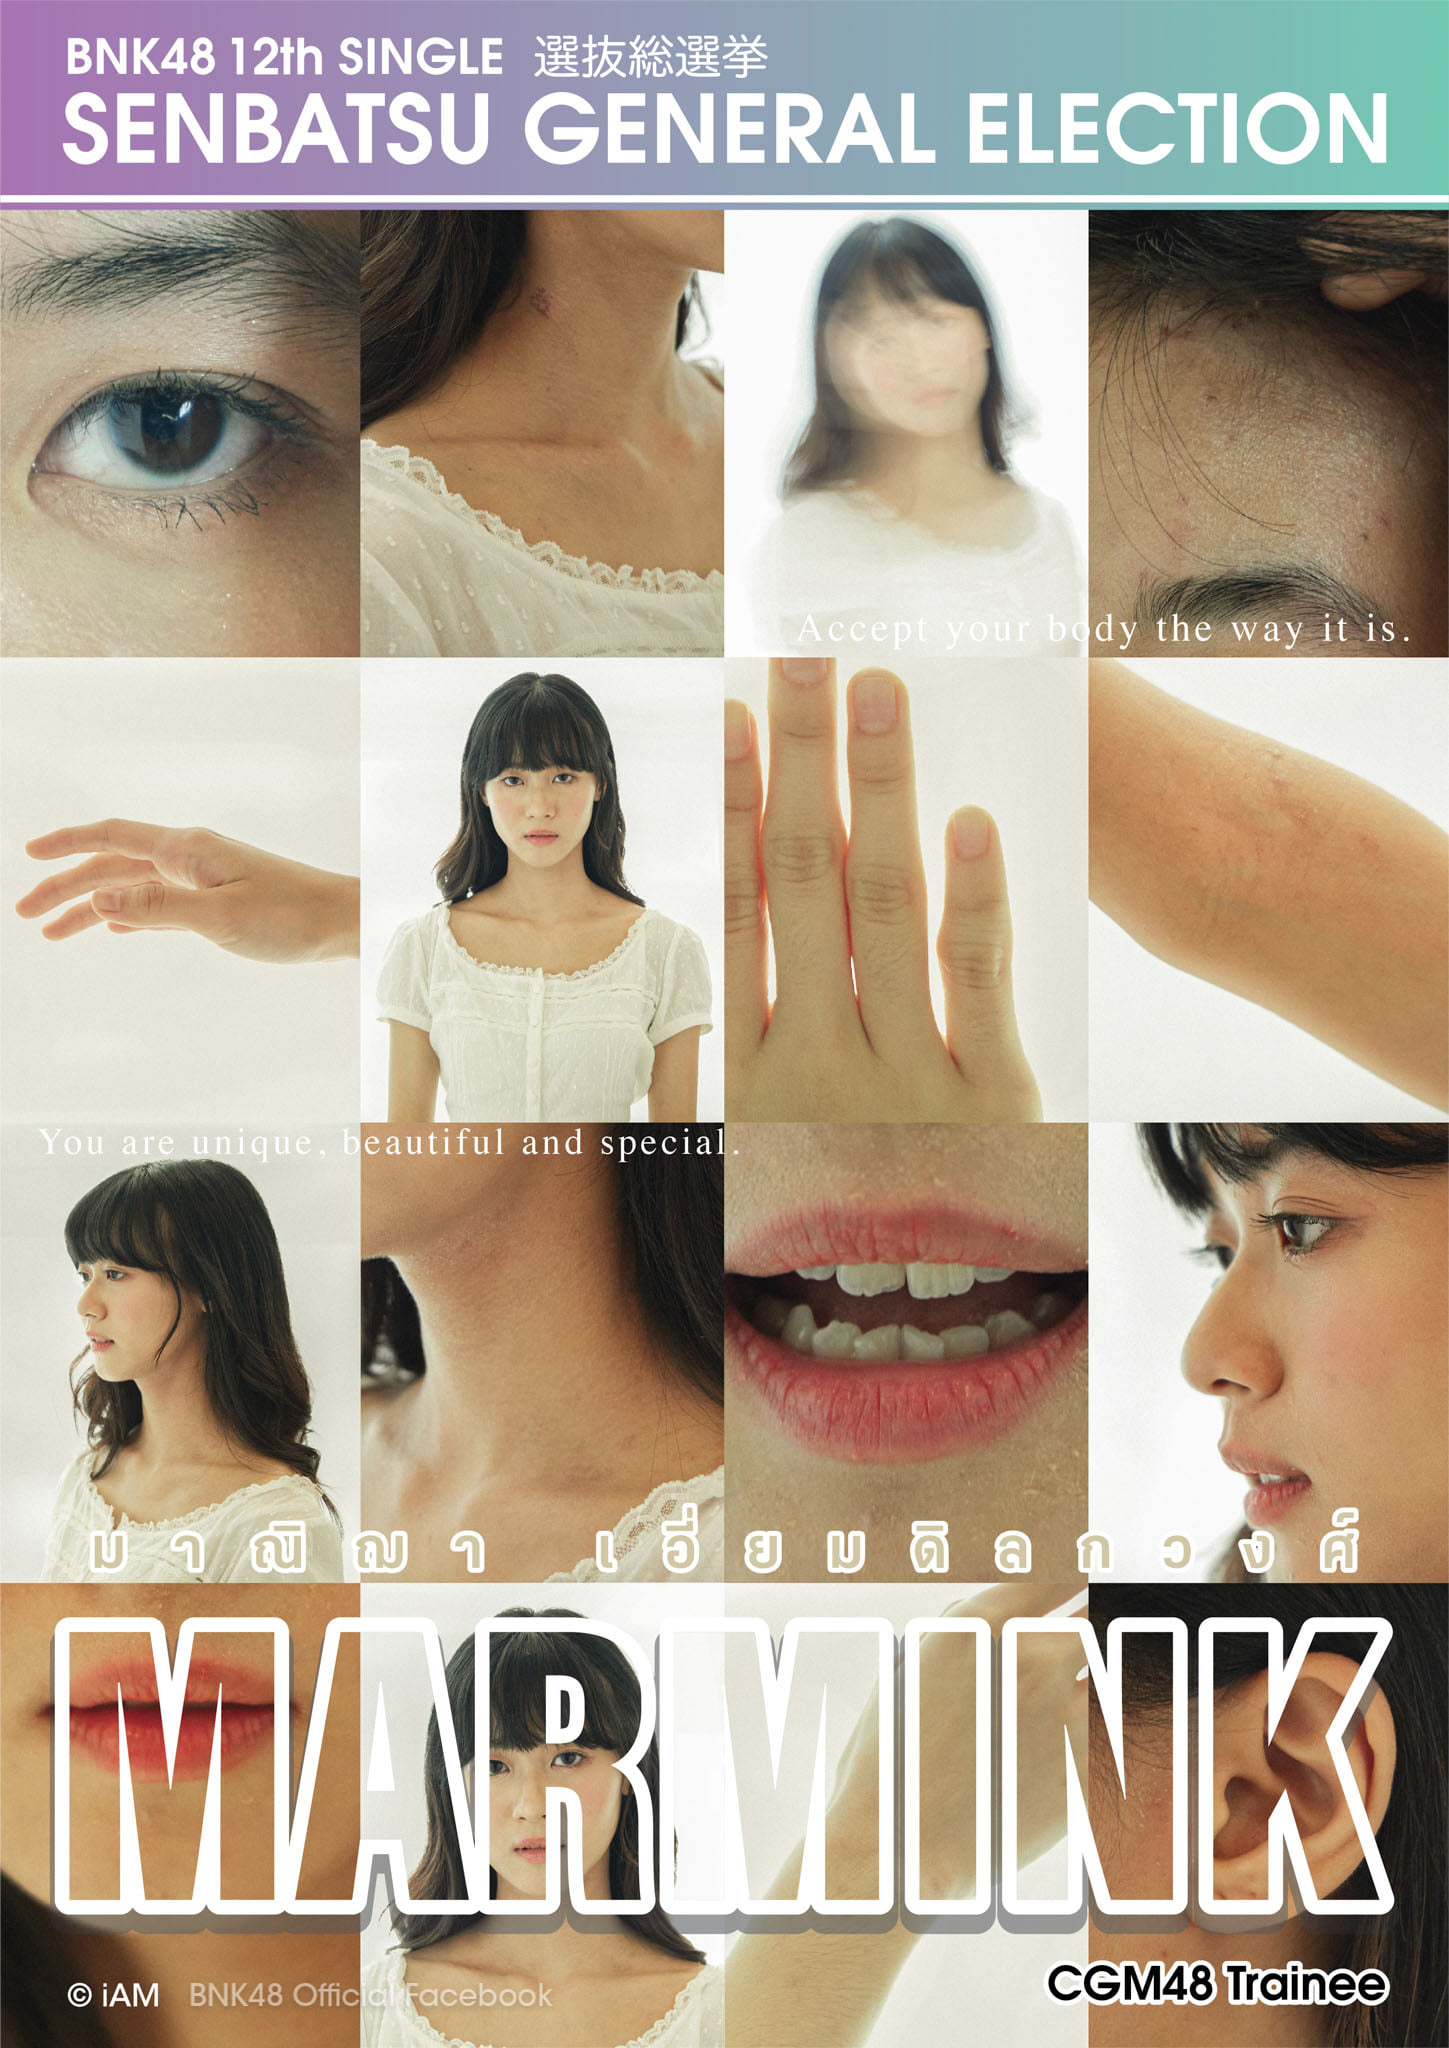 BNK48 12th SINGLE 選抜総選挙
SENBATSU GENERAL ELECTION
Accept your body the way it is.
You are unique, beautiful and special.
มาณิฌา เอี่ยมดิลกวงศ์
MARMINK
CGM48 Trainee
© iAM BNK48 Official Facebook